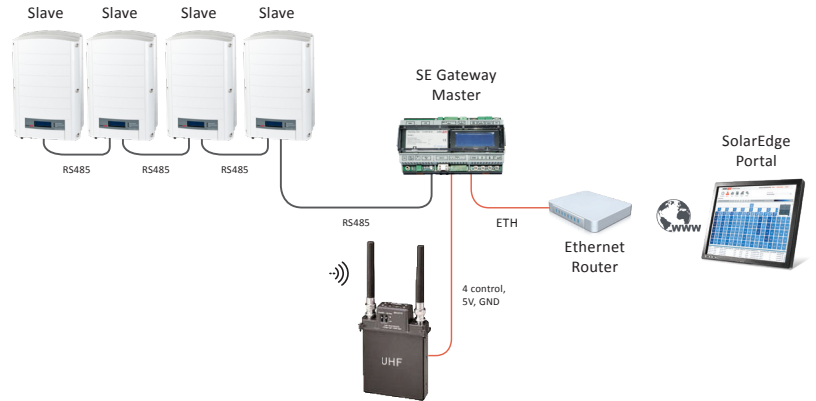 Slave
Slave
Slave
Slave
SE Gateway
Master
SolarEdge
Portal
RS485
RS485
RS485
RS485
ETH
www
Ethernet
Router
4 control,
5V, GND
UHF